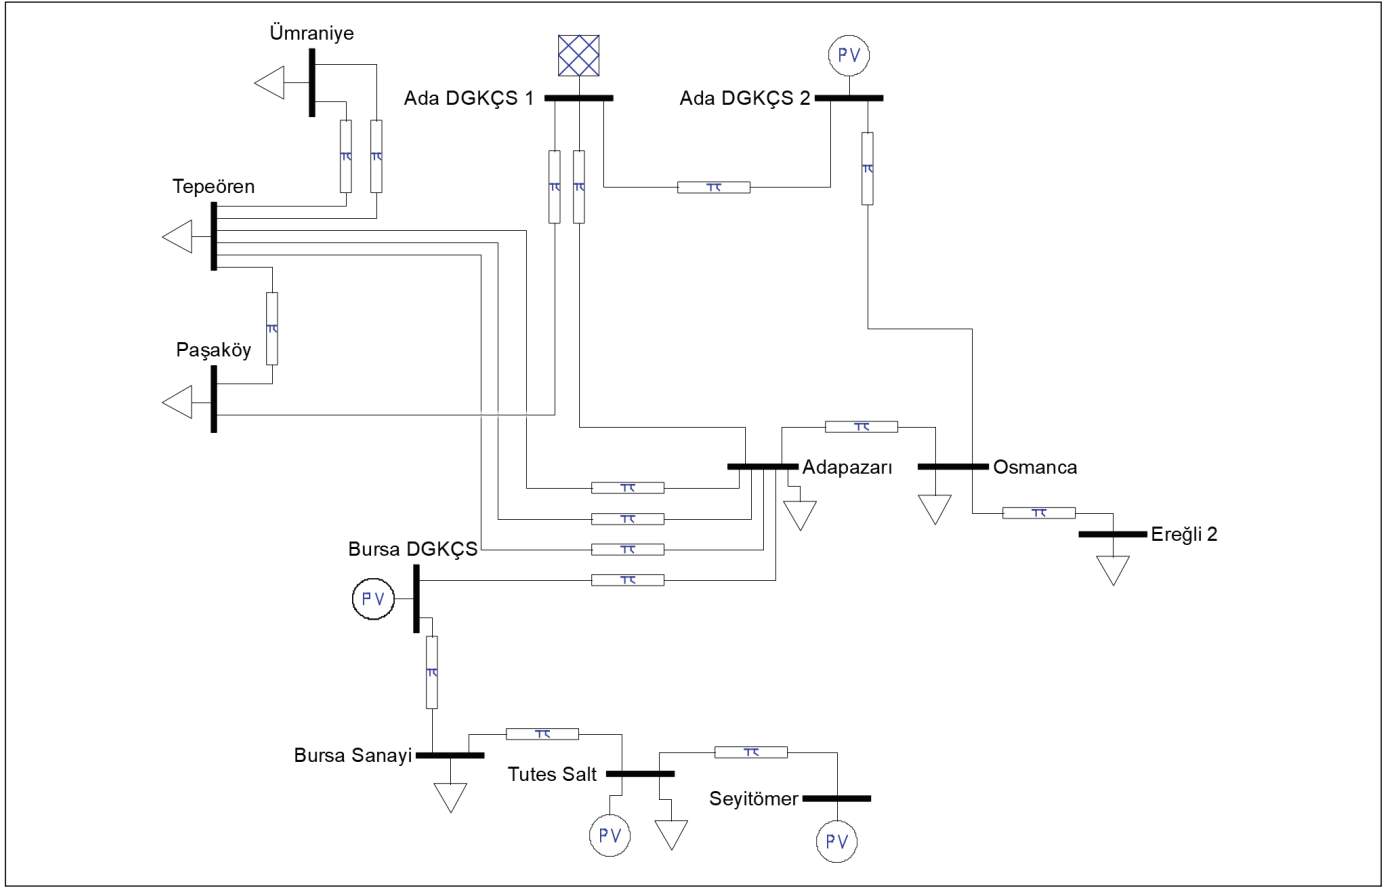 Ümraniye
Ada DGKÇS 1
Ada DGKÇS 2
PV
π
π
π
π
π
π
Tepeören
π
Paşaköy
π
Adapazarı
Osmanca
π
π
π
Ereğli 2
π
Bursa DGKÇS
π
PV
π
π
Bursa Sanayi
π
Tutes Salt
Seyitömer
PV
PV